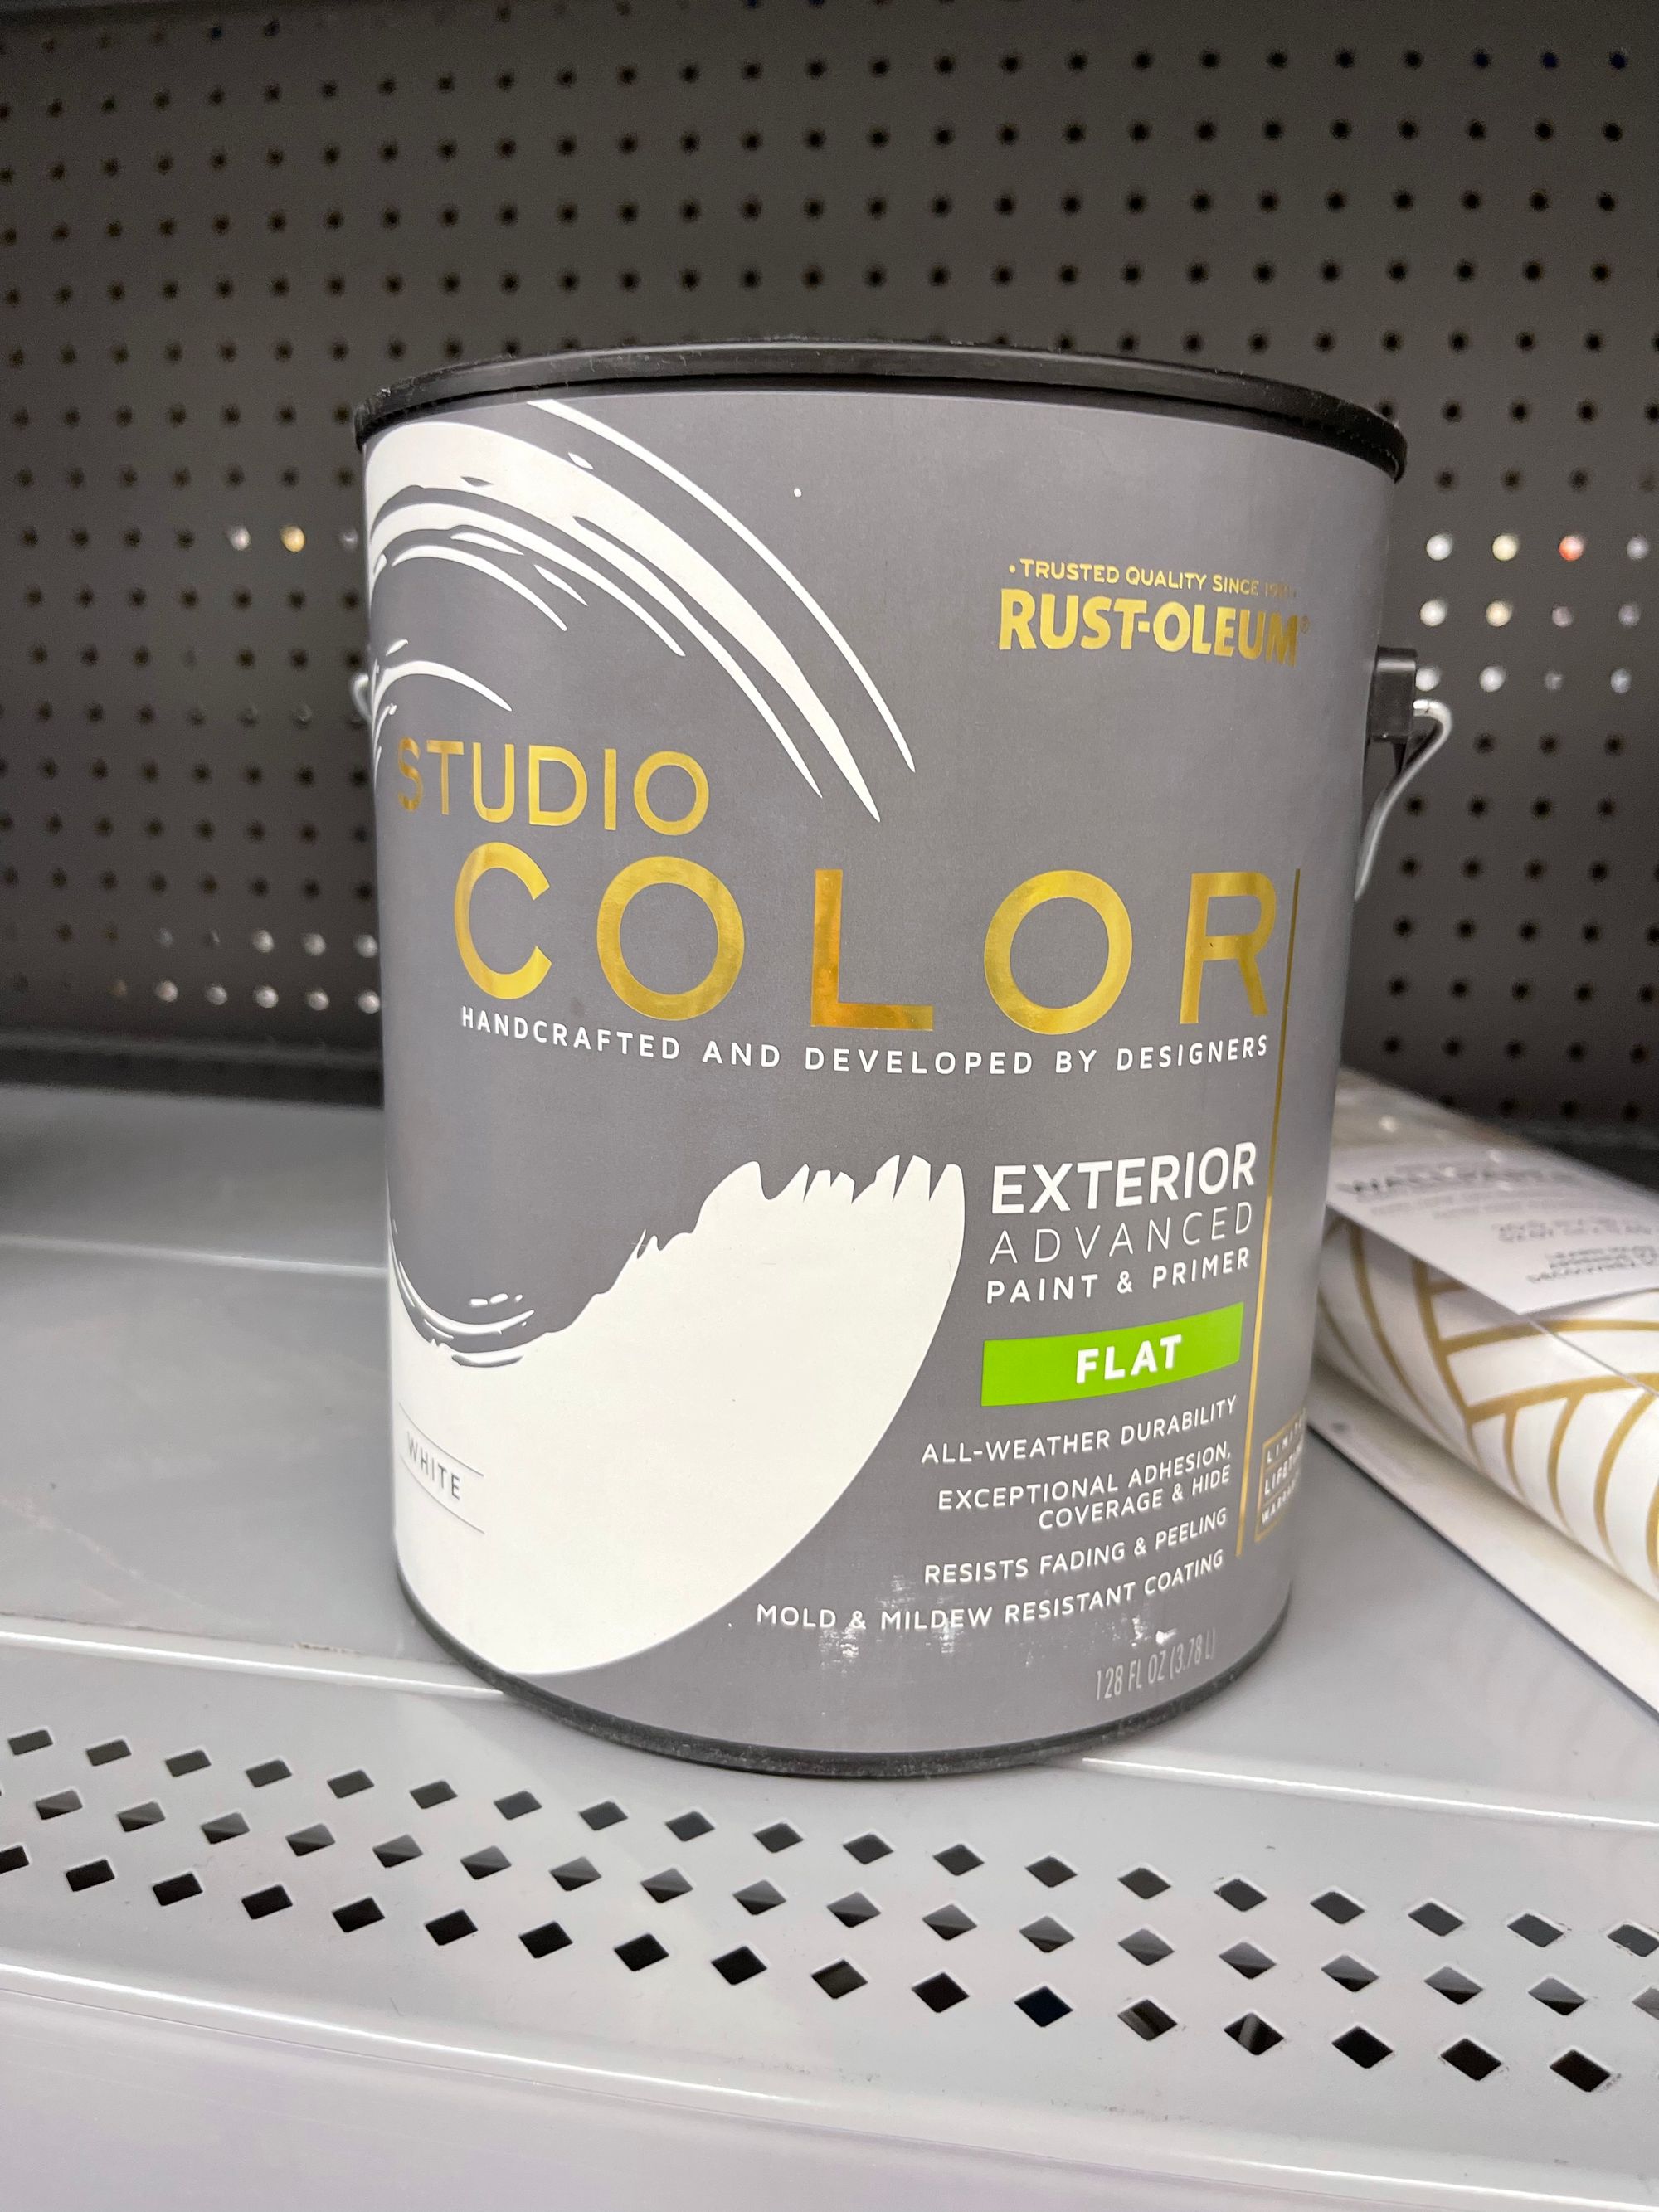 • TRUSTED QUALITY SINCE
RUST-OLEUM®
STUDIO
COLOR
HANDCRAFTED AND DEVELOPED BY DESIGNERS
EXTERIOR
ADVANCED
PAINT & PRIMER
FLAT
ALL-WEATHER DURABILITY
EXCEPTIONAL ADHESION,
COVERAGE & HIDE
RESISTS FADING & PEELING
MOLD & MILDEW RESISTANT COATING
128 FL OZ (3.78 L)
WHITE
WALLPAPER